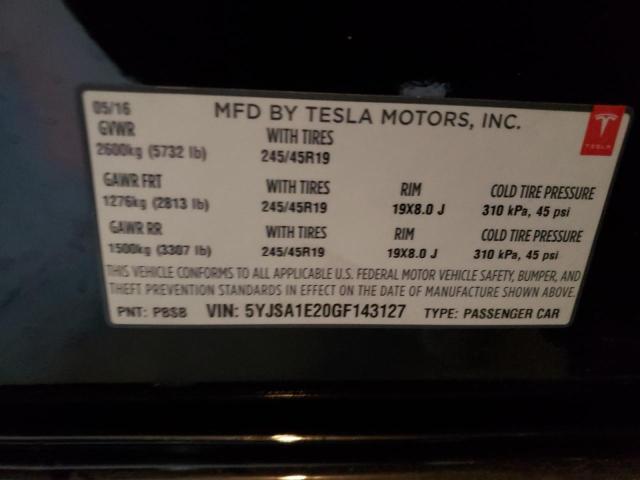 05/16 MFD BY TESLA MOTORS, INC.
GVWR WITH TIRES
2600kg (5732 lb) 245/45R19
TESLA
GAWR FRT WITH TIRES RIM COLD TIRE PRESSURE
1276kg (2813 lb) 245/45R19 19X8.0 J 310 kPa, 45 psi
GAWR RR WITH TIRES RIM COLD TIRE PRESSURE
1500kg (3307 lb) 245/45R19 19X8.0 J 310 kPa, 45 psi
THIS VEHICLE CONFORMS TO ALL APPLICABLE U.S. FEDERAL MOTOR VEHICLE SAFETY, BUMPER, AND
THEFT PREVENTION STANDARDS IN EFFECT ON THE DATE OF MANUFACTURE SHOWN ABOVE.
PNT: PBSB VIN: 5YJSA1E20GF143127 TYPE: PASSENGER CAR